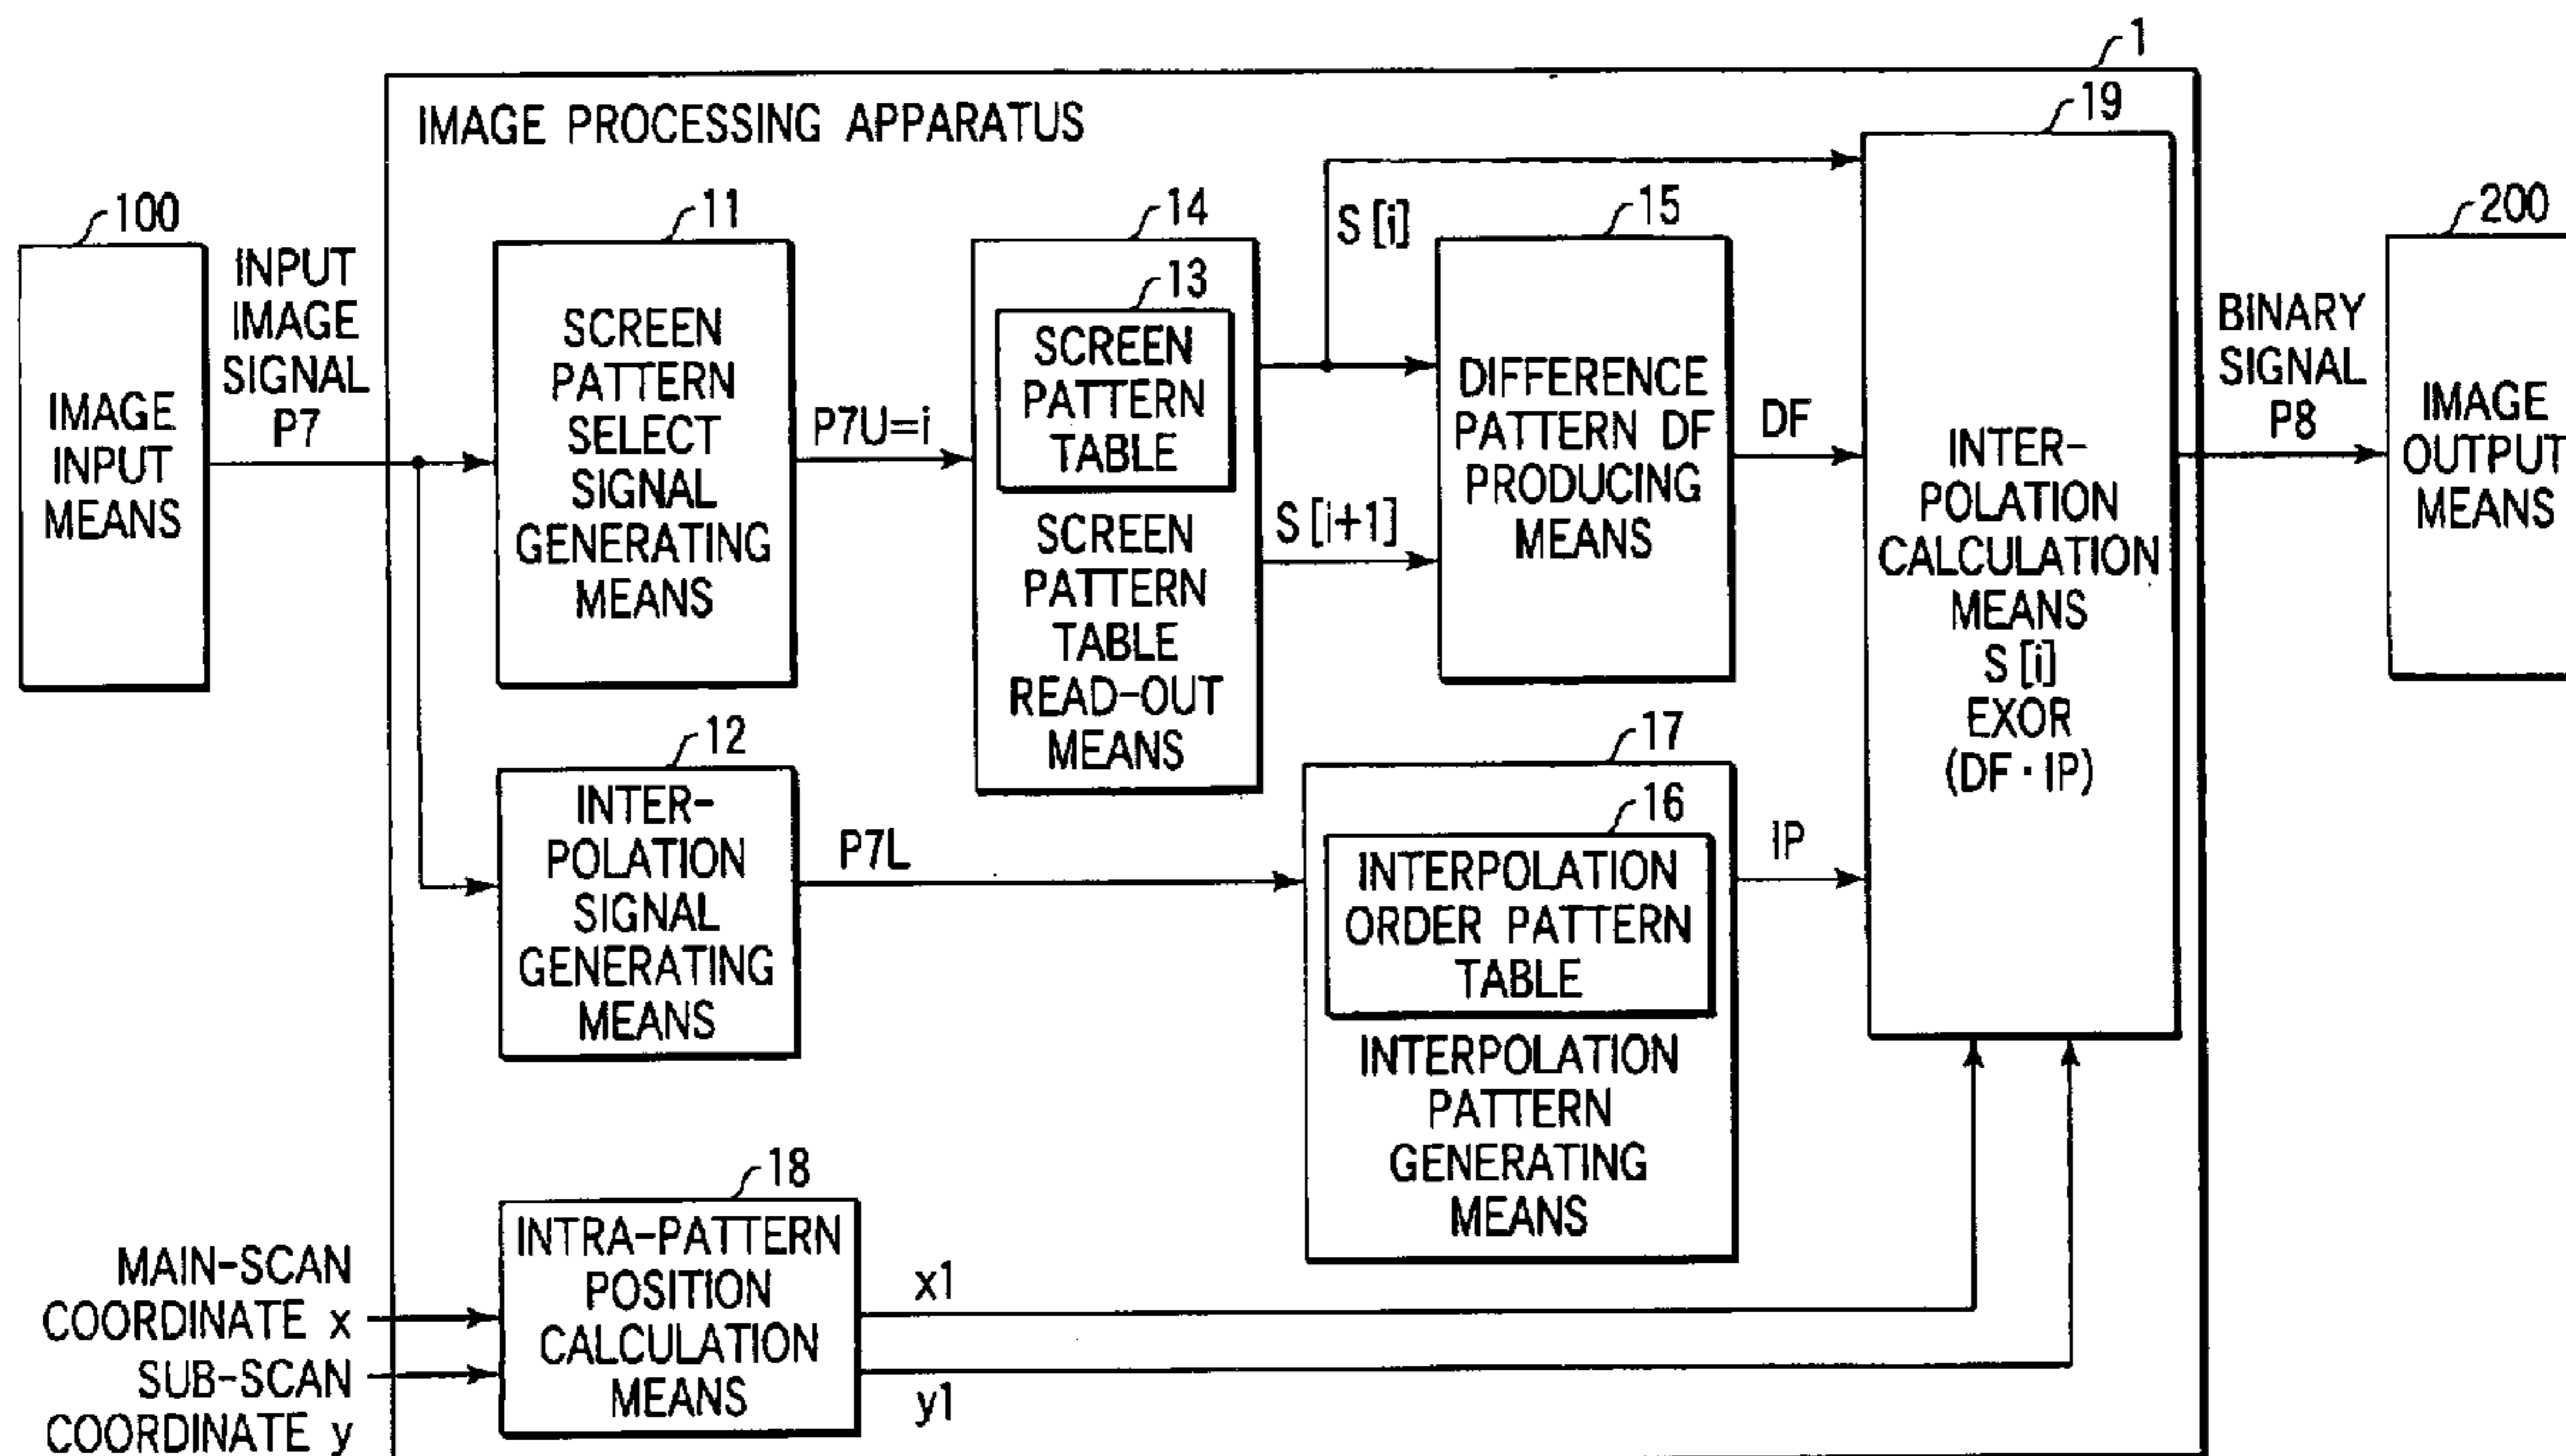 1
IMAGE PROCESSING APPARATUS
19
100
INPUT
IMAGE
SIGNAL
P7
IMAGE
INPUT
MEANS
11
SCREEN
PATTERN
SELECT
SIGNAL
GENERATING
MEANS
P7U=i
14
13
SCREEN
PATTERN
TABLE
SCREEN
PATTERN
TABLE
READ-OUT
MEANS
S[i]
S[i+1]
15
DIFFERENCE
PATTERN DF
PRODUCING
MEANS
DF
INTER-
POLATION
CALCULATION
MEANS
S[i]
EXOR
(DF·IP)
BINARY
SIGNAL
P8
200
IMAGE
OUTPUT
MEANS
12
INTER-
POLATION
SIGNAL
GENERATING
MEANS
P7L
17
16
INTERPOLATION
ORDER PATTERN
TABLE
INTERPOLATION
PATTERN
GENERATING
MEANS
IP
18
INTRA-PATTERN
POSITION
CALCULATION
MEANS
MAIN-SCAN
COORDINATE x
SUB-SCAN
COORDINATE y
x1
y1